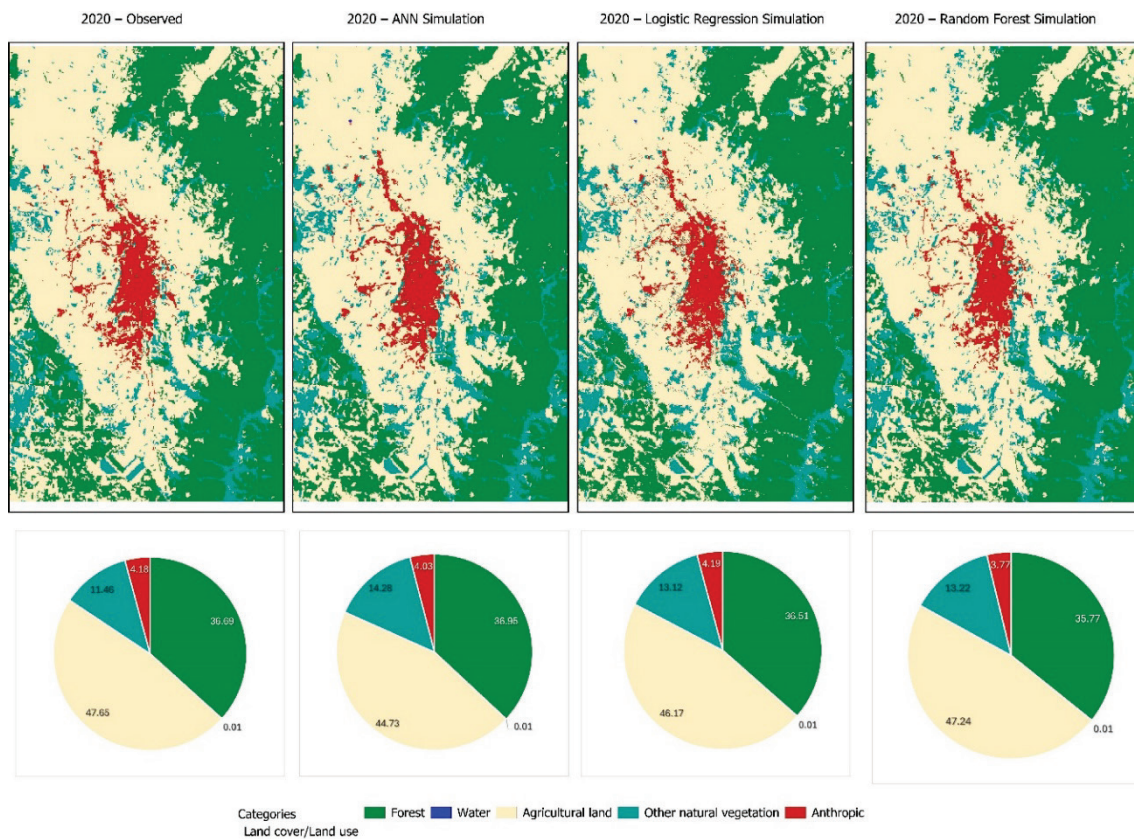 2020 – Observed
2020 – ANN Simulation
2020 – Logistic Regression Simulation
2020 – Random Forest Simulation
4.18
11.46
36.69
47.65
0.01
4.03
14.28
36.95
44.73
0.01
4.19
13.12
36.51
46.17
0.01
3.77
13.22
35.77
47.24
0.01
Categories
Forest
Water
Agricultural land
Other natural vegetation
Anthropic
Land cover/Land use